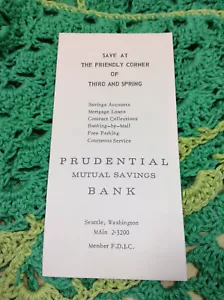 SAVE AT
THE FRIENDLY CORNER
OF
THIRD AND SPRING
Savings Accounts
Mortgage Loans
Contract Collections
Banking-by-Mail
Free Parking
Courteous Service
PRUDENTIAL
MUTUAL SAVINGS
BANK
Seattle, Washington
MAin 2-3200
Member F.D.I.C.